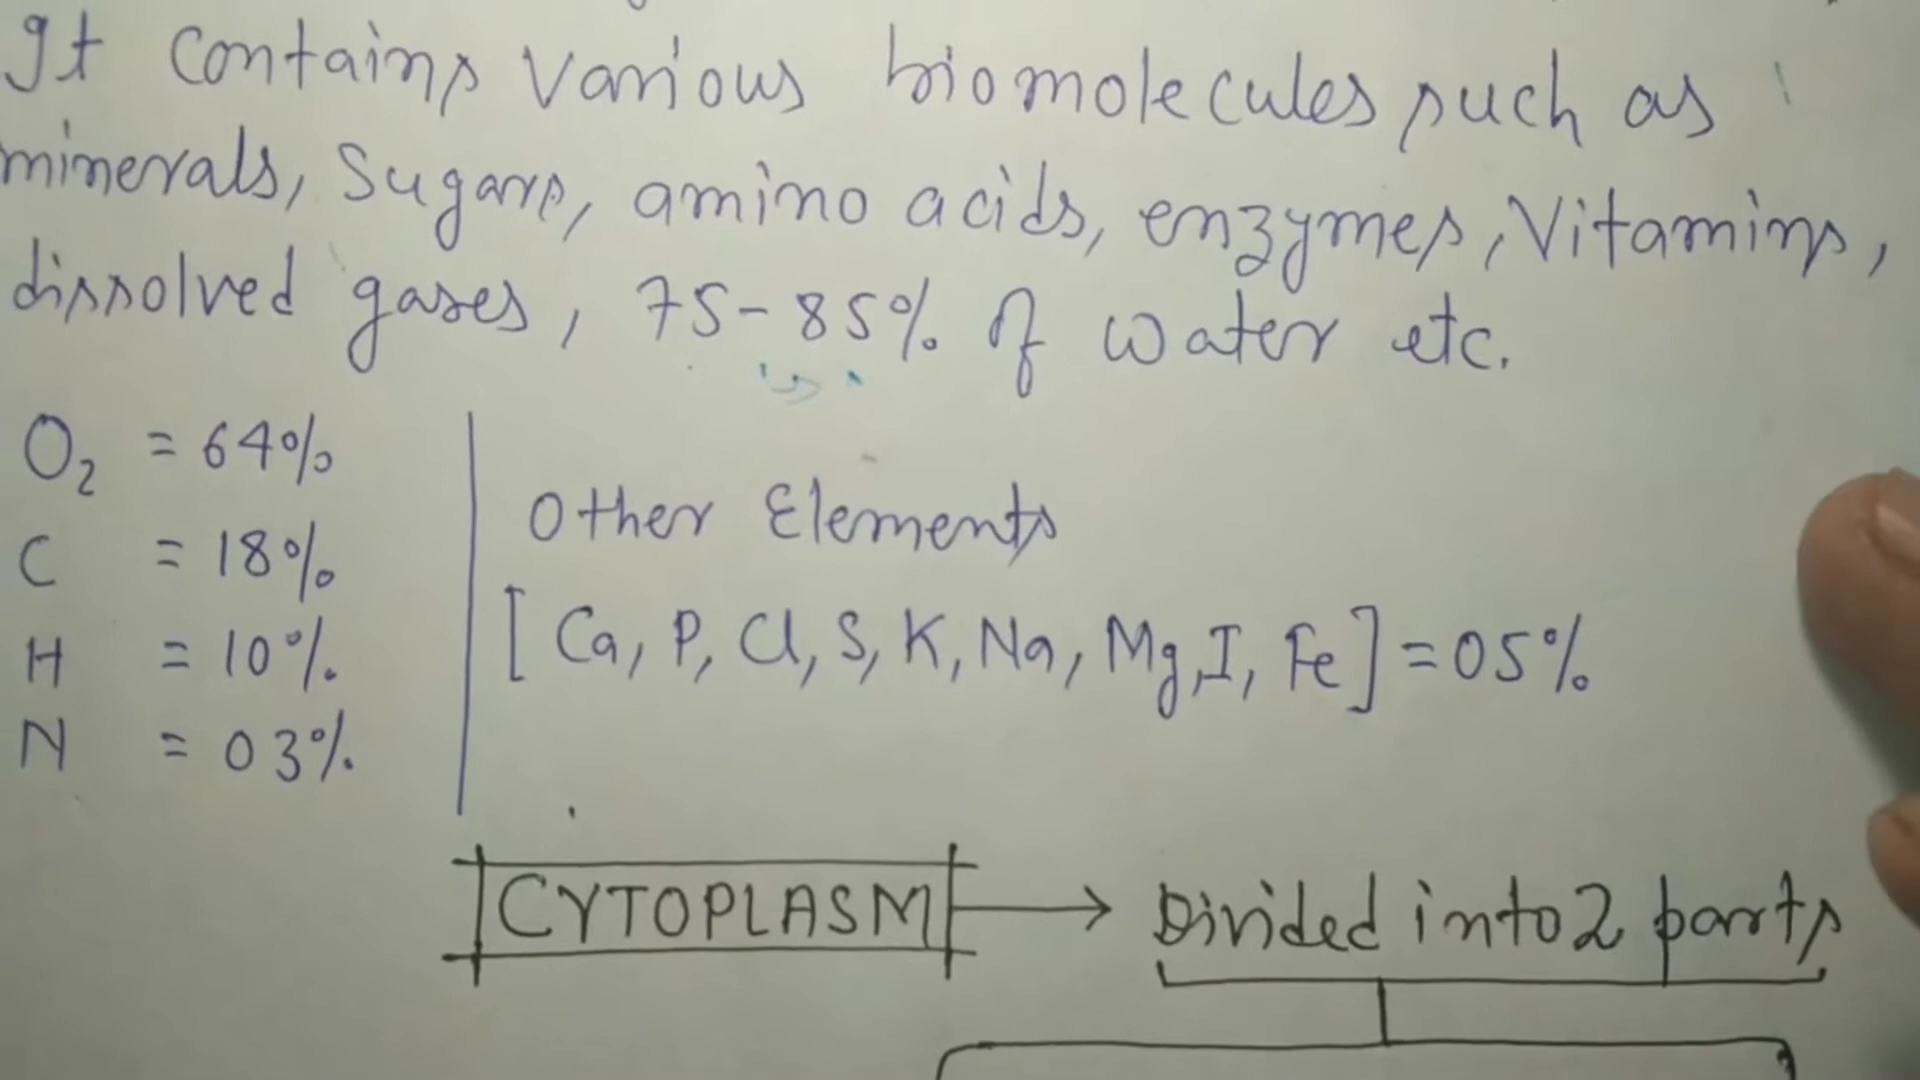 It contains various biomolecules such as
minerals, Sugars, amino acids, enzymes, Vitamins,
dissolved gases, 75-85% of water etc.
O2 = 64%
C = 18%
H = 10%
N = 03%
Other Elements
[Ca, P, Cl, S, K, Na, Mg, I, Fe] = 05%
CYTOPLASM → Divided into 2 parts